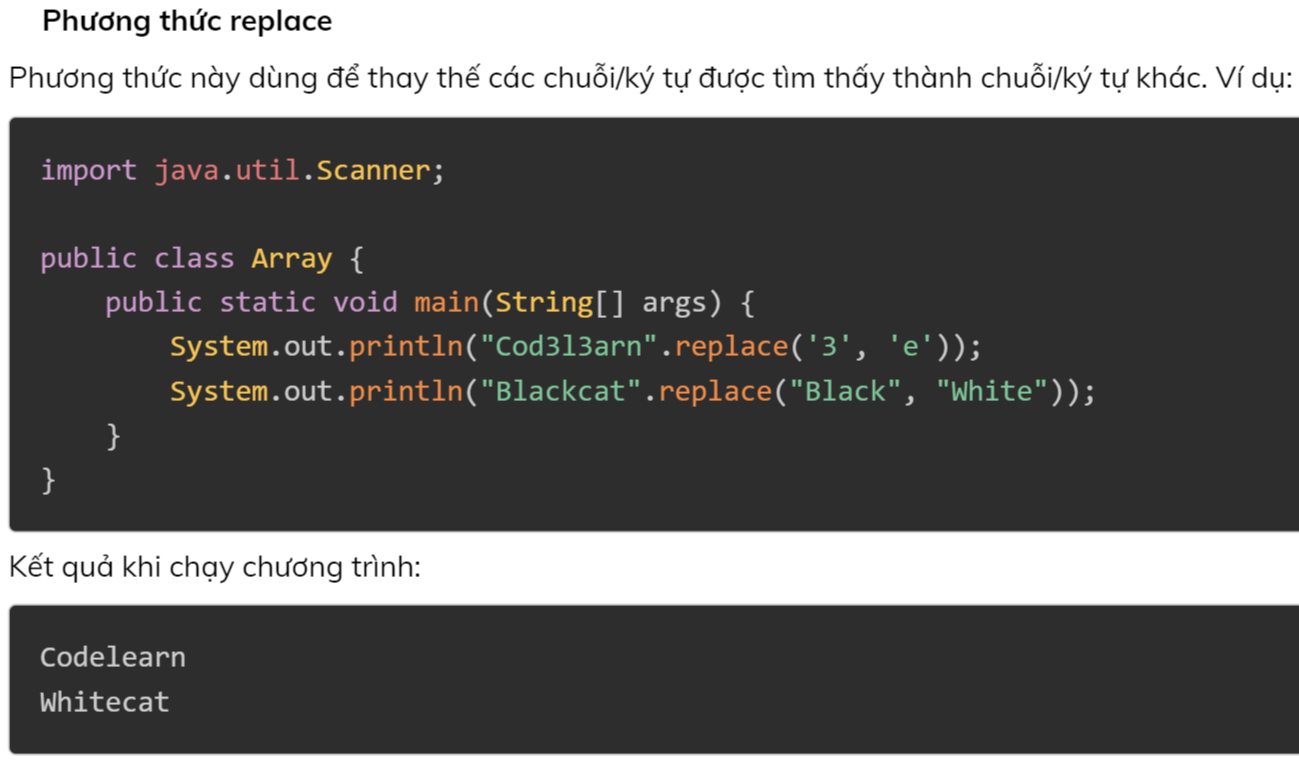 Phương thức replace
Phương thức này dùng để thay thế các chuỗi/ký tự được tìm thấy thành chuỗi/ký tự khác. Ví dụ:
import java.util.Scanner;
public class Array {
    public static void main(String[] args) {
        System.out.println("Cod3l3arn".replace('3', 'e'));
        System.out.println("Blackcat".replace("Black", "White"));
    }
}
Kết quả khi chạy chương trình:
Codelearn
Whitecat